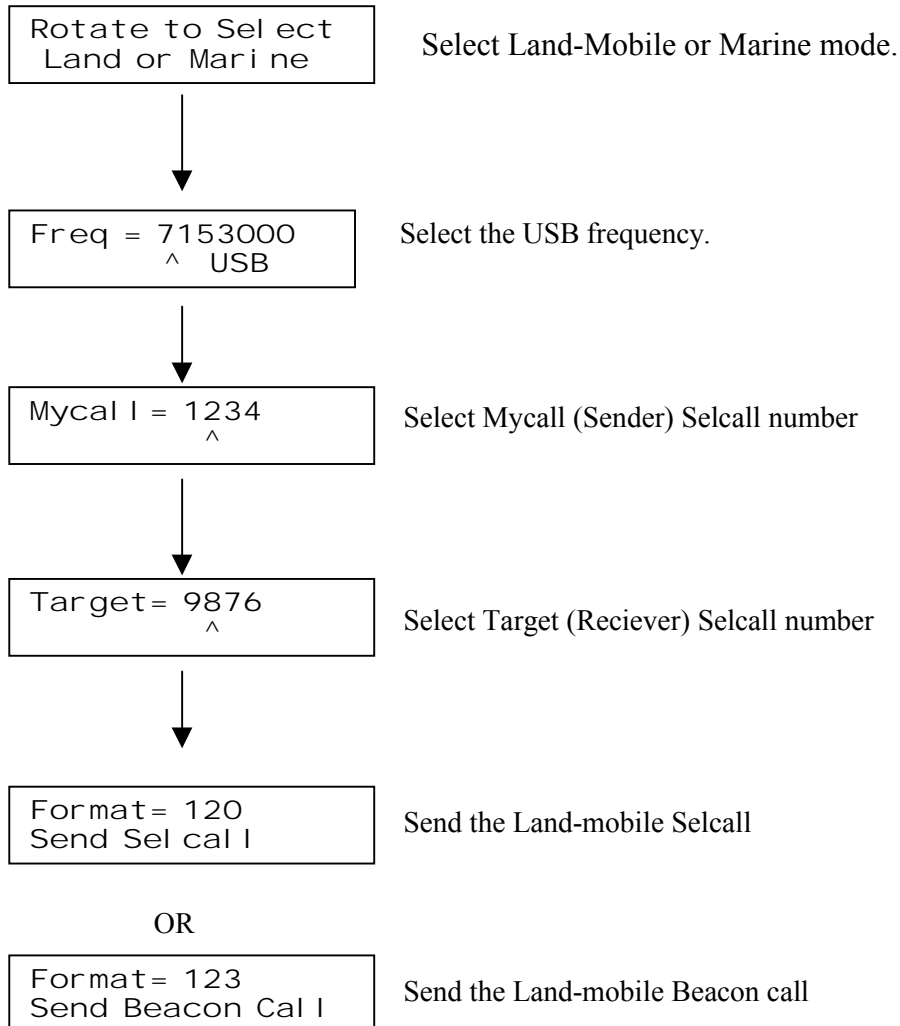 Rotate to Select
Land or Marine
Select Land-Mobile or Marine mode.
Freq = 7153000
^ USB
Select the USB frequency.
Mycall= 1234
^
Select Mycall (Sender) Selcall number
Target= 9876
^
Select Target (Reciever) Selcall number
Format= 120
Send Selcall
Send the Land-mobile Selcall
OR
Format= 123
Send Beacon Call
Send the Land-mobile Beacon call